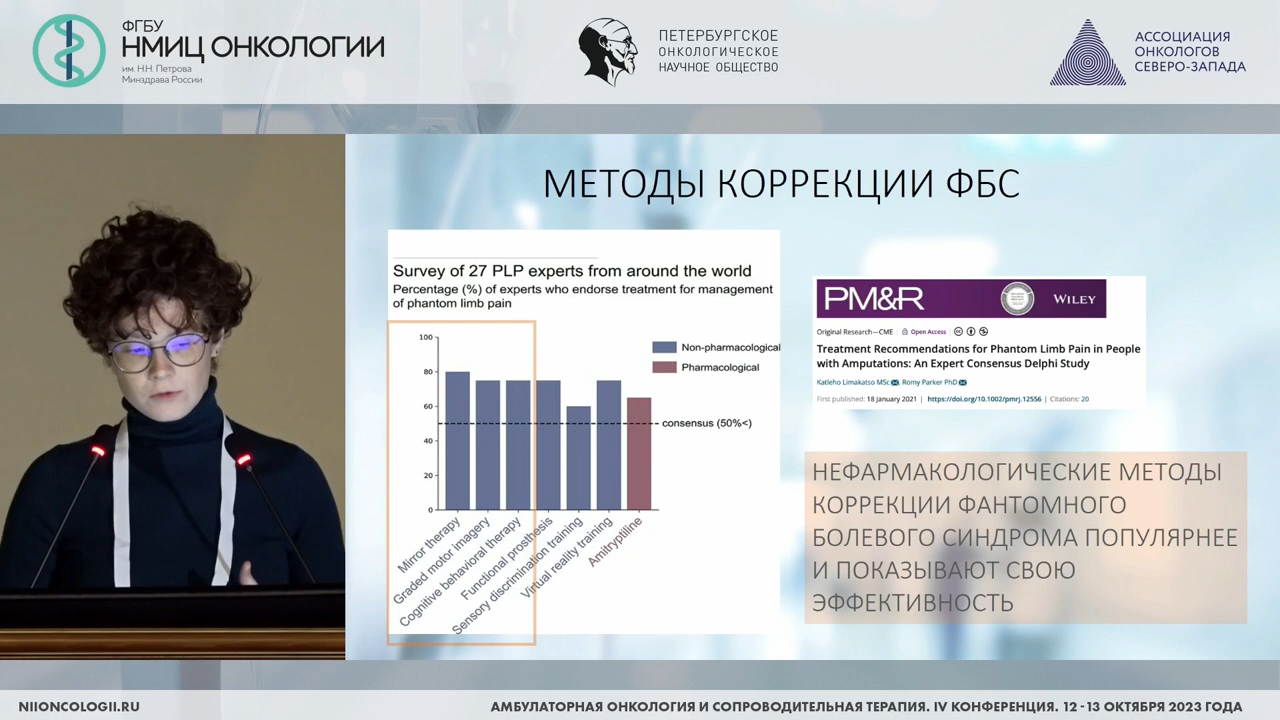 ФГБУ
НМИЦ ОНКОЛОГИИ
им. Н.Н. Петрова
Минздрава России
ПЕТЕРБУРГСКОЕ
ОНКОЛОГИЧЕСКОЕ
НАУЧНОЕ ОБЩЕСТВО
АССОЦИАЦИЯ
ОНКОЛОГОВ
СЕВЕРО-ЗАПАДА
МЕТОДЫ КОРРЕКЦИИ ФБС
Survey of 27 PLP experts from around the world
Percentage (%) of experts who endorse treatment for management
of phantom limb pain
100
80
60
40
20
0
Non-pharmacological
Pharmacological
consensus (50%<)
Mirror therapy
Graded motor imagery
Cognitive behavioral therapy
Functional prosthesis
Sensory discrimination training
Virtual reality training
Amitryptiline
PM&R
WILEY
Original Research—CME
Open Access
Treatment Recommendations for Phantom Limb Pain in People
with Amputations: An Expert Consensus Delphi Study
Katleho Limakatso MSc, Romy Parker PhD
First published: 18 January 2021 | https://doi.org/10.1002/pmrj.12556 | Citations: 20
НЕФАРМАКОЛОГИЧЕСКИЕ МЕТОДЫ
КОРРЕКЦИИ ФАНТОМНОГО
БОЛЕВОГО СИНДРОМА ПОПУЛЯРНЕЕ
И ПОКАЗЫВАЮТ СВОЮ
ЭФФЕКТИВНОСТЬ
NIIONCOLOGII.RU
АМБУЛАТОРНАЯ ОНКОЛОГИЯ И СОПРОВОДИТЕЛЬНАЯ ТЕРАПИЯ. IV КОНФЕРЕНЦИЯ. 12-13 ОКТЯБРЯ 2023 ГОДА